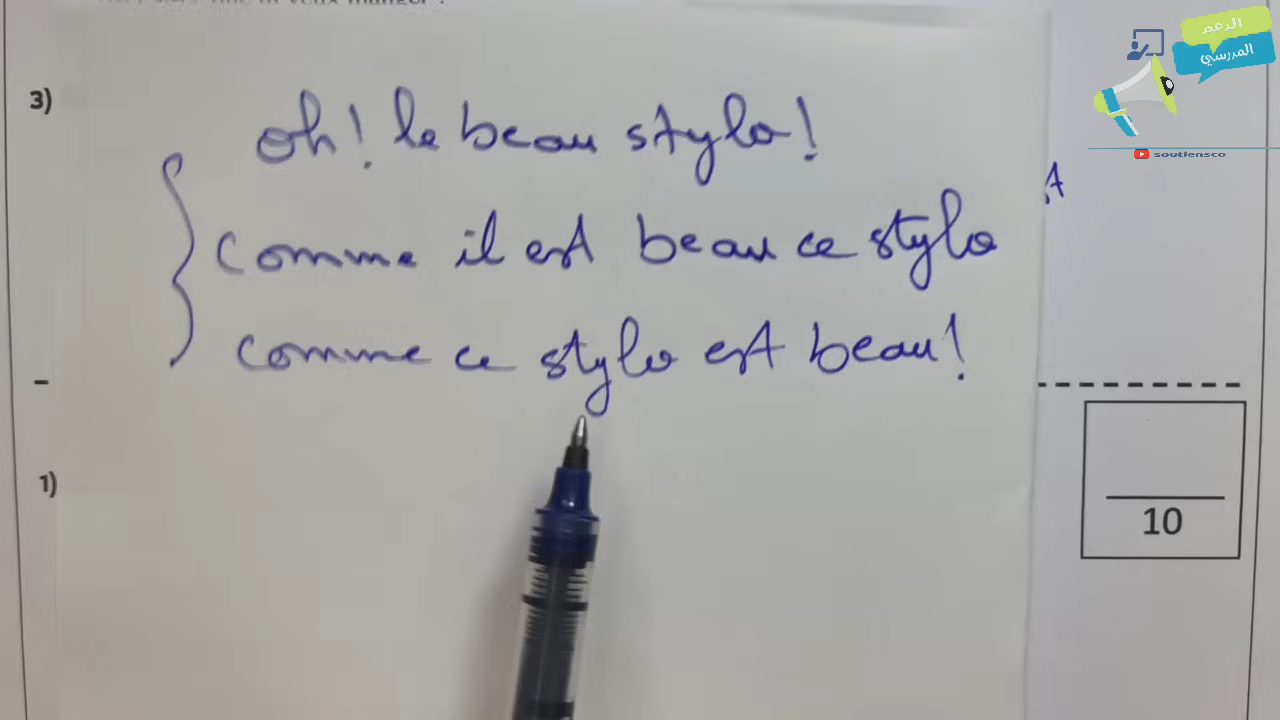 3)
oh! le beau stylo!
comme il est beau ce stylo
comme ce stylo est beau!
1)
10
الدعم
المدرسي
soutiensco